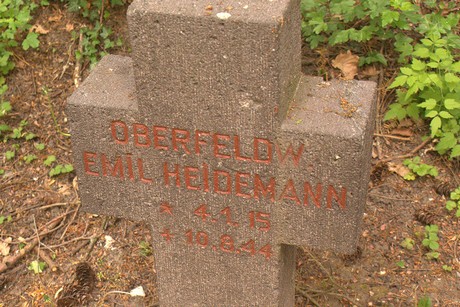 OBERFELDW
EMIL HEIDEMANN
* 4.1.15
* 19.8.44